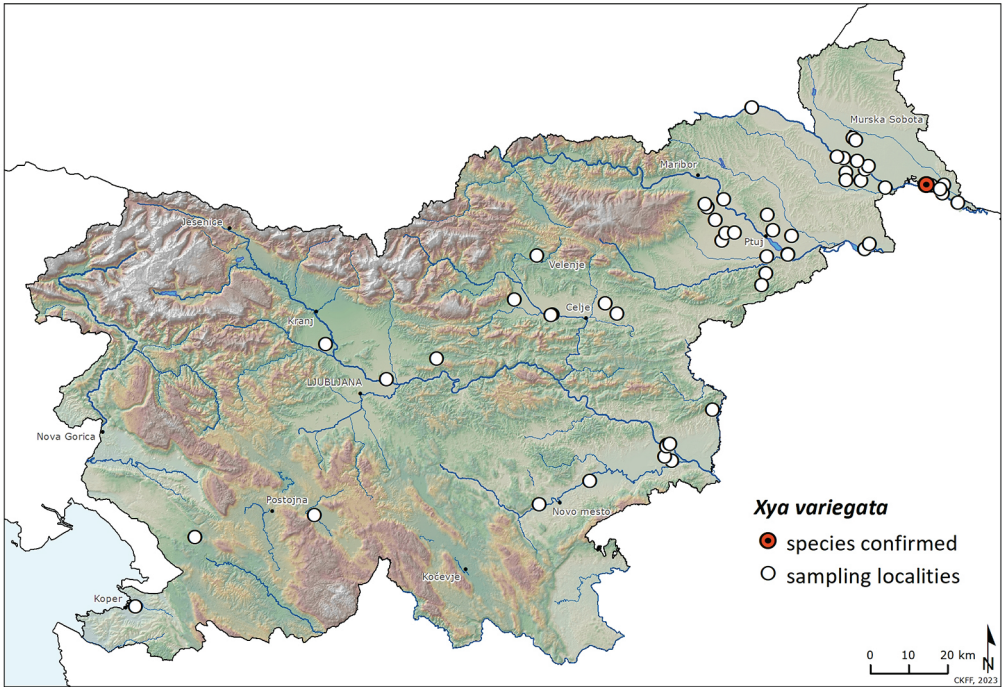 Murska Sobota
Maribor
Jesenice
Ptuj
Velenje
Celje
Kranj
LJUBLJANA
Nova Gorica
Postojna
Novo mesto
Kočevje
Koper
Xya variegata
species confirmed
sampling localities
0 10 20 km
N
CKFF, 2023